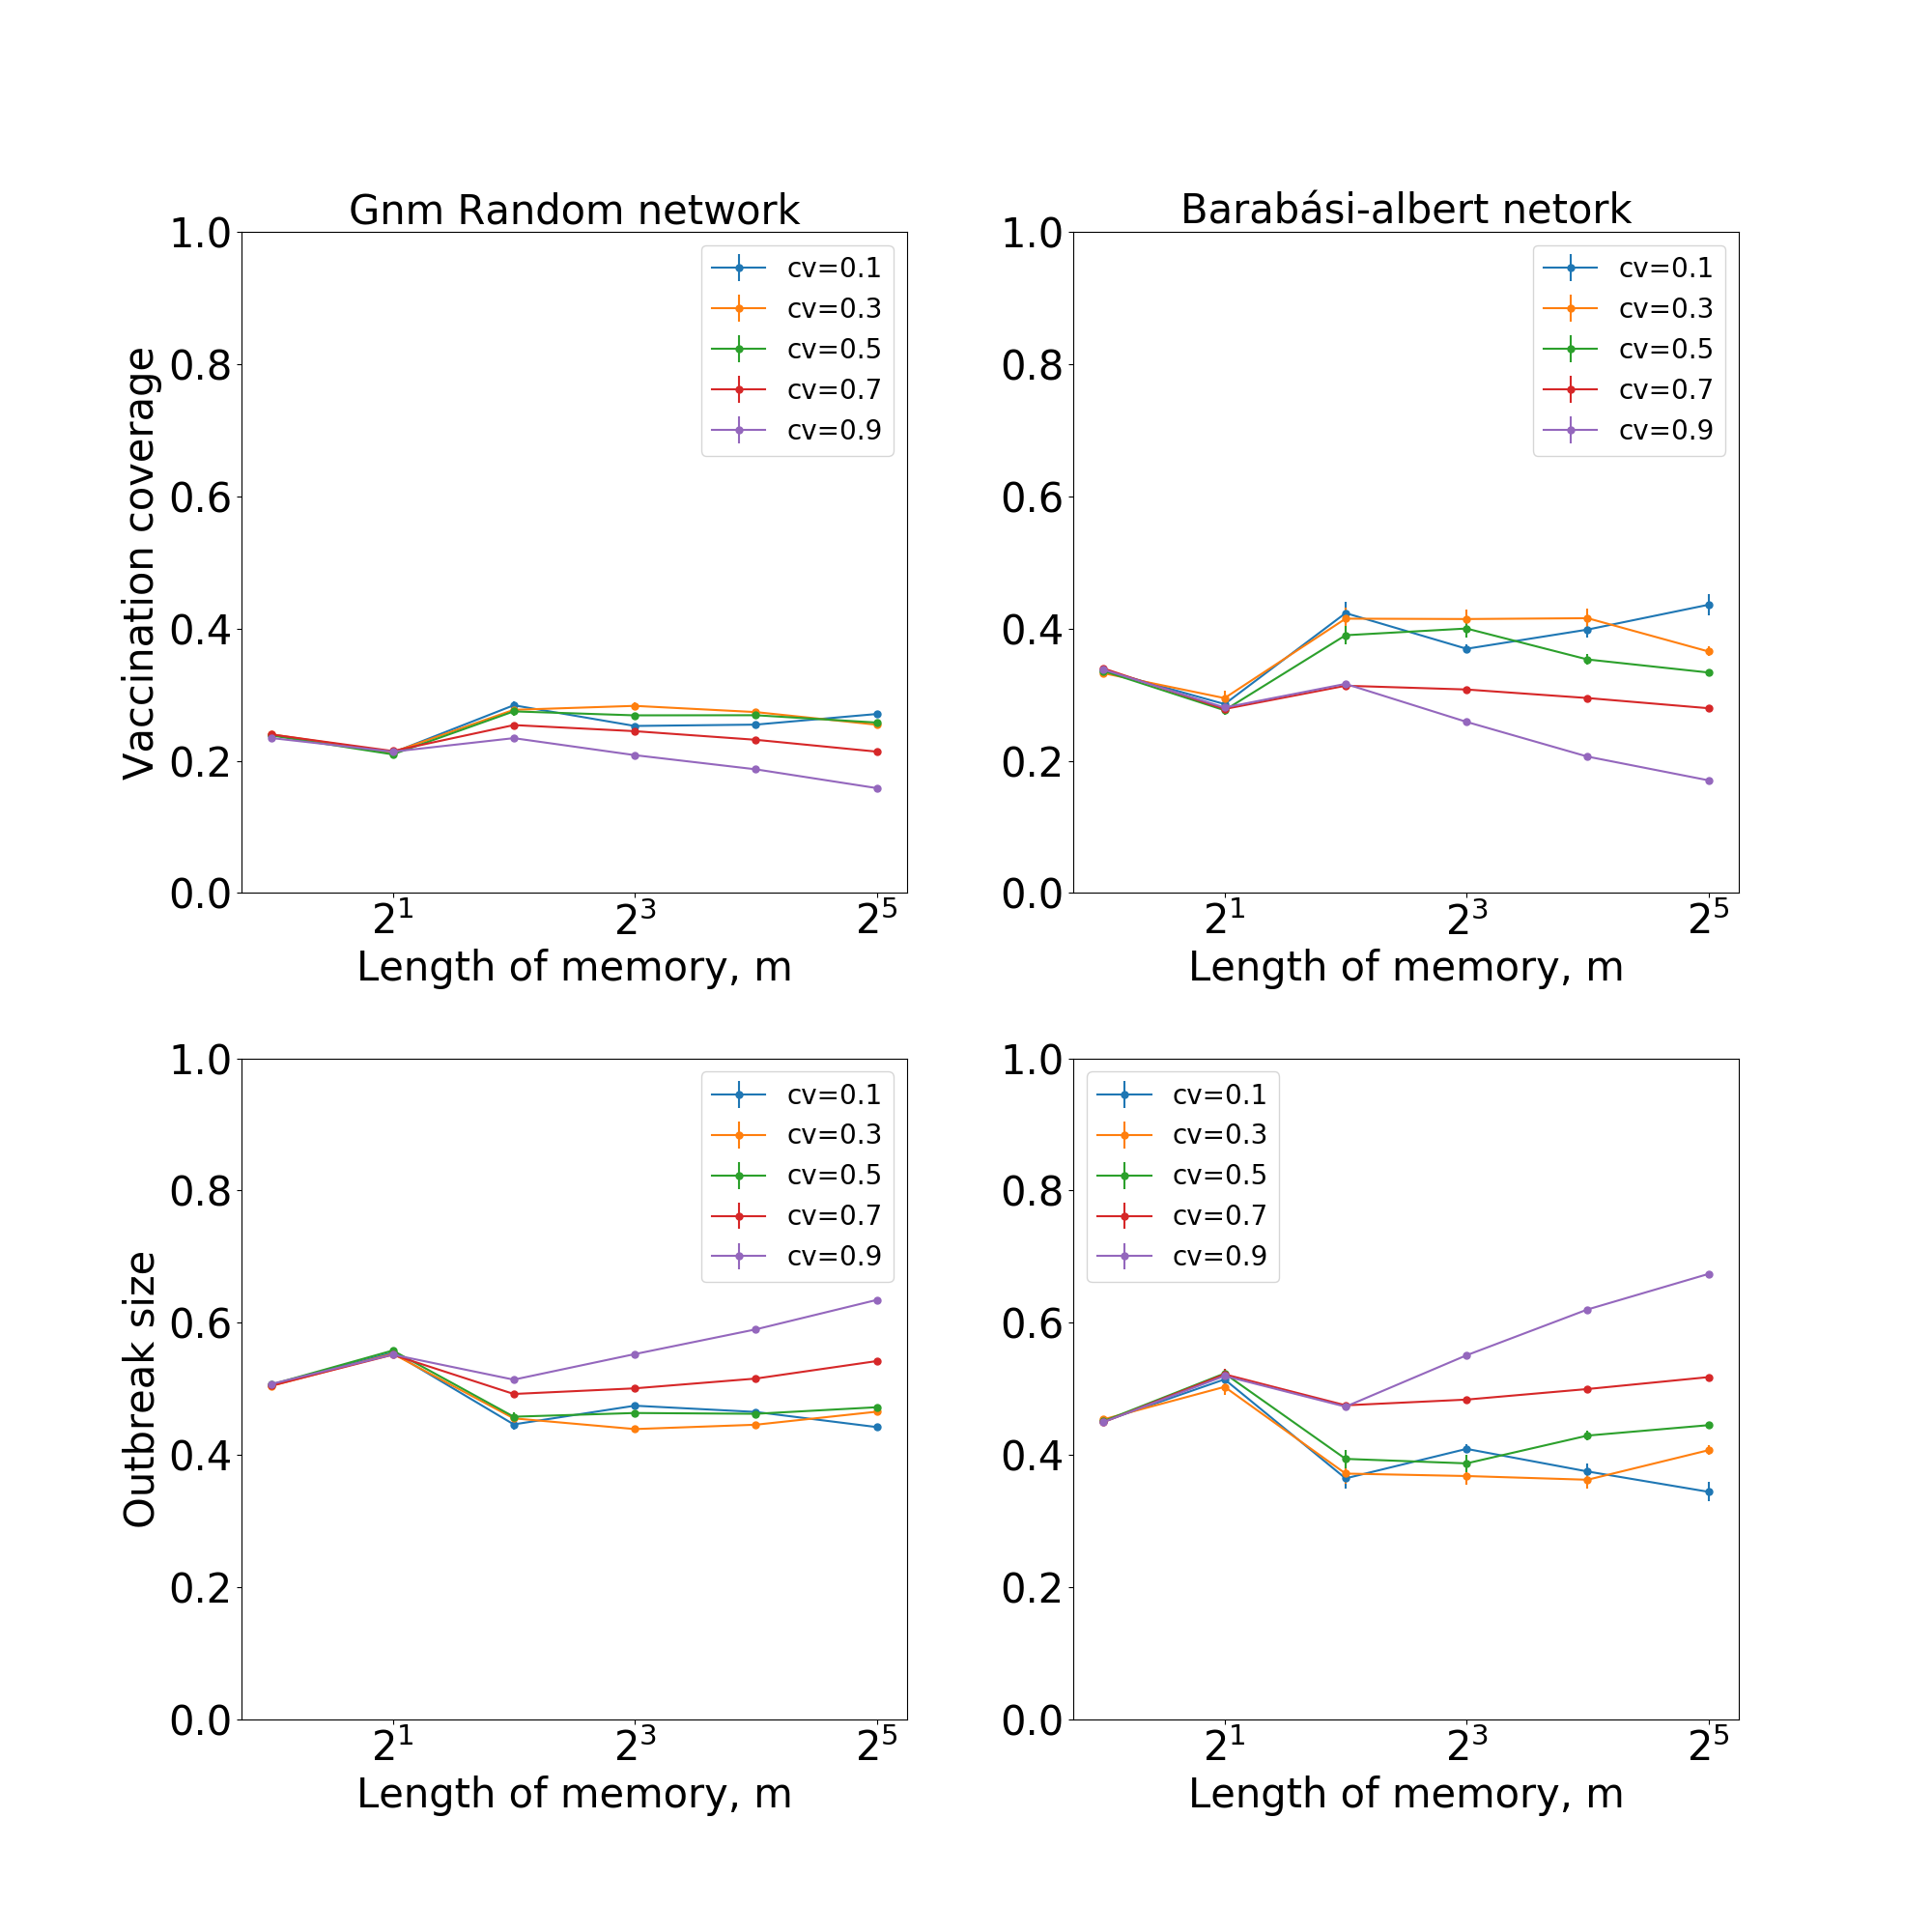 Gnm Random network
1.0
0.8
0.6
0.4
0.2
0.0
Vaccination coverage
cv=0.1
cv=0.3
cv=0.5
cv=0.7
cv=0.9
2^1 2^3 2^5
Length of memory, m
Barabási-albert netork
1.0
0.8
0.6
0.4
0.2
0.0
cv=0.1
cv=0.3
cv=0.5
cv=0.7
cv=0.9
2^1 2^3 2^5
Length of memory, m
1.0
0.8
0.6
0.4
0.2
0.0
Outbreak size
cv=0.1
cv=0.3
cv=0.5
cv=0.7
cv=0.9
2^1 2^3 2^5
Length of memory, m
1.0
0.8
0.6
0.4
0.2
0.0
cv=0.1
cv=0.3
cv=0.5
cv=0.7
cv=0.9
2^1 2^3 2^5
Length of memory, m